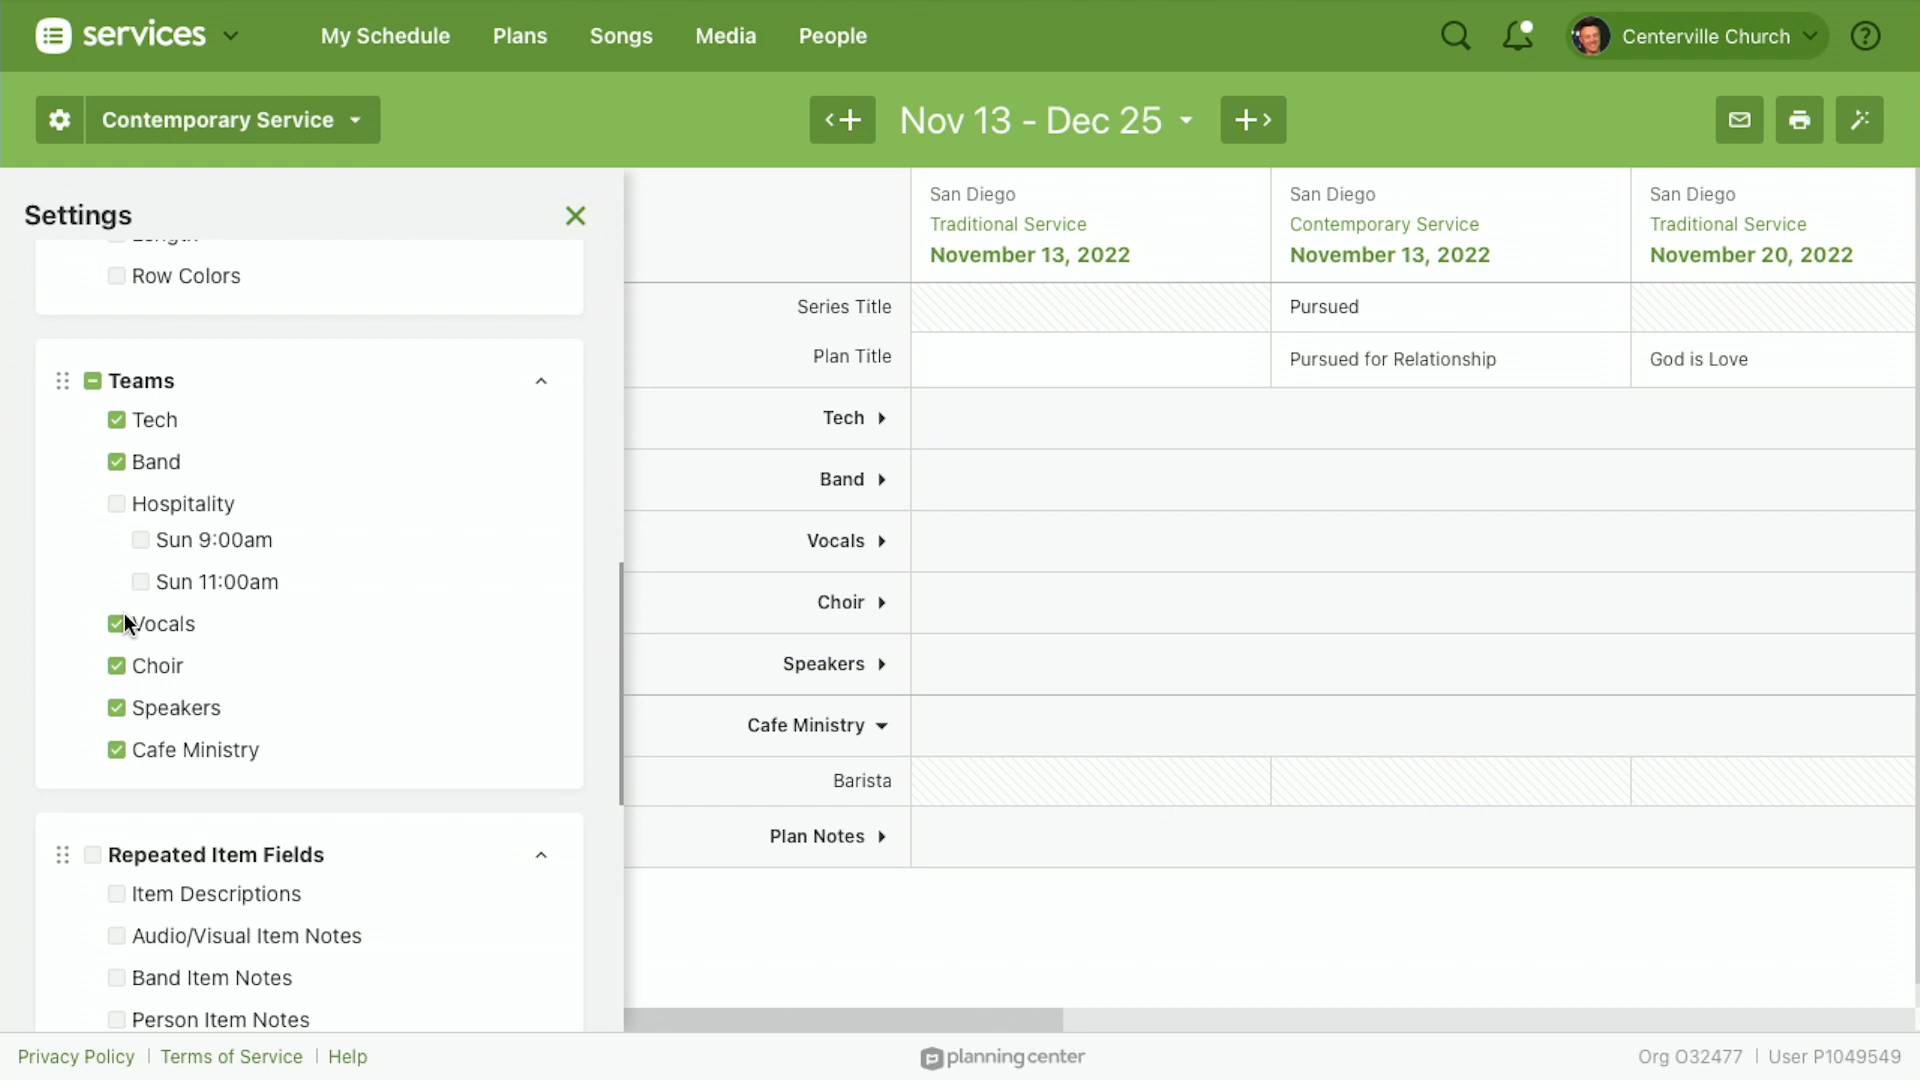 services
My Schedule
Plans
Songs
Media
People
Centerville Church
Contemporary Service
Nov 13 - Dec 25
Settings
Length
Row Colors
Teams
Tech
Band
Hospitality
Sun 9:00am
Sun 11:00am
Vocals
Choir
Speakers
Cafe Ministry
Repeated Item Fields
Item Descriptions
Audio/Visual Item Notes
Band Item Notes
Person Item Notes
San Diego
Traditional Service
November 13, 2022
San Diego
Contemporary Service
November 13, 2022
San Diego
Traditional Service
November 20, 2022
Series Title
Pursued
Plan Title
Pursued for Relationship
God is Love
Tech
Band
Vocals
Choir
Speakers
Cafe Ministry
Barista
Plan Notes
Privacy Policy
Terms of Service
Help
planning center
Org O32477
User P1049549